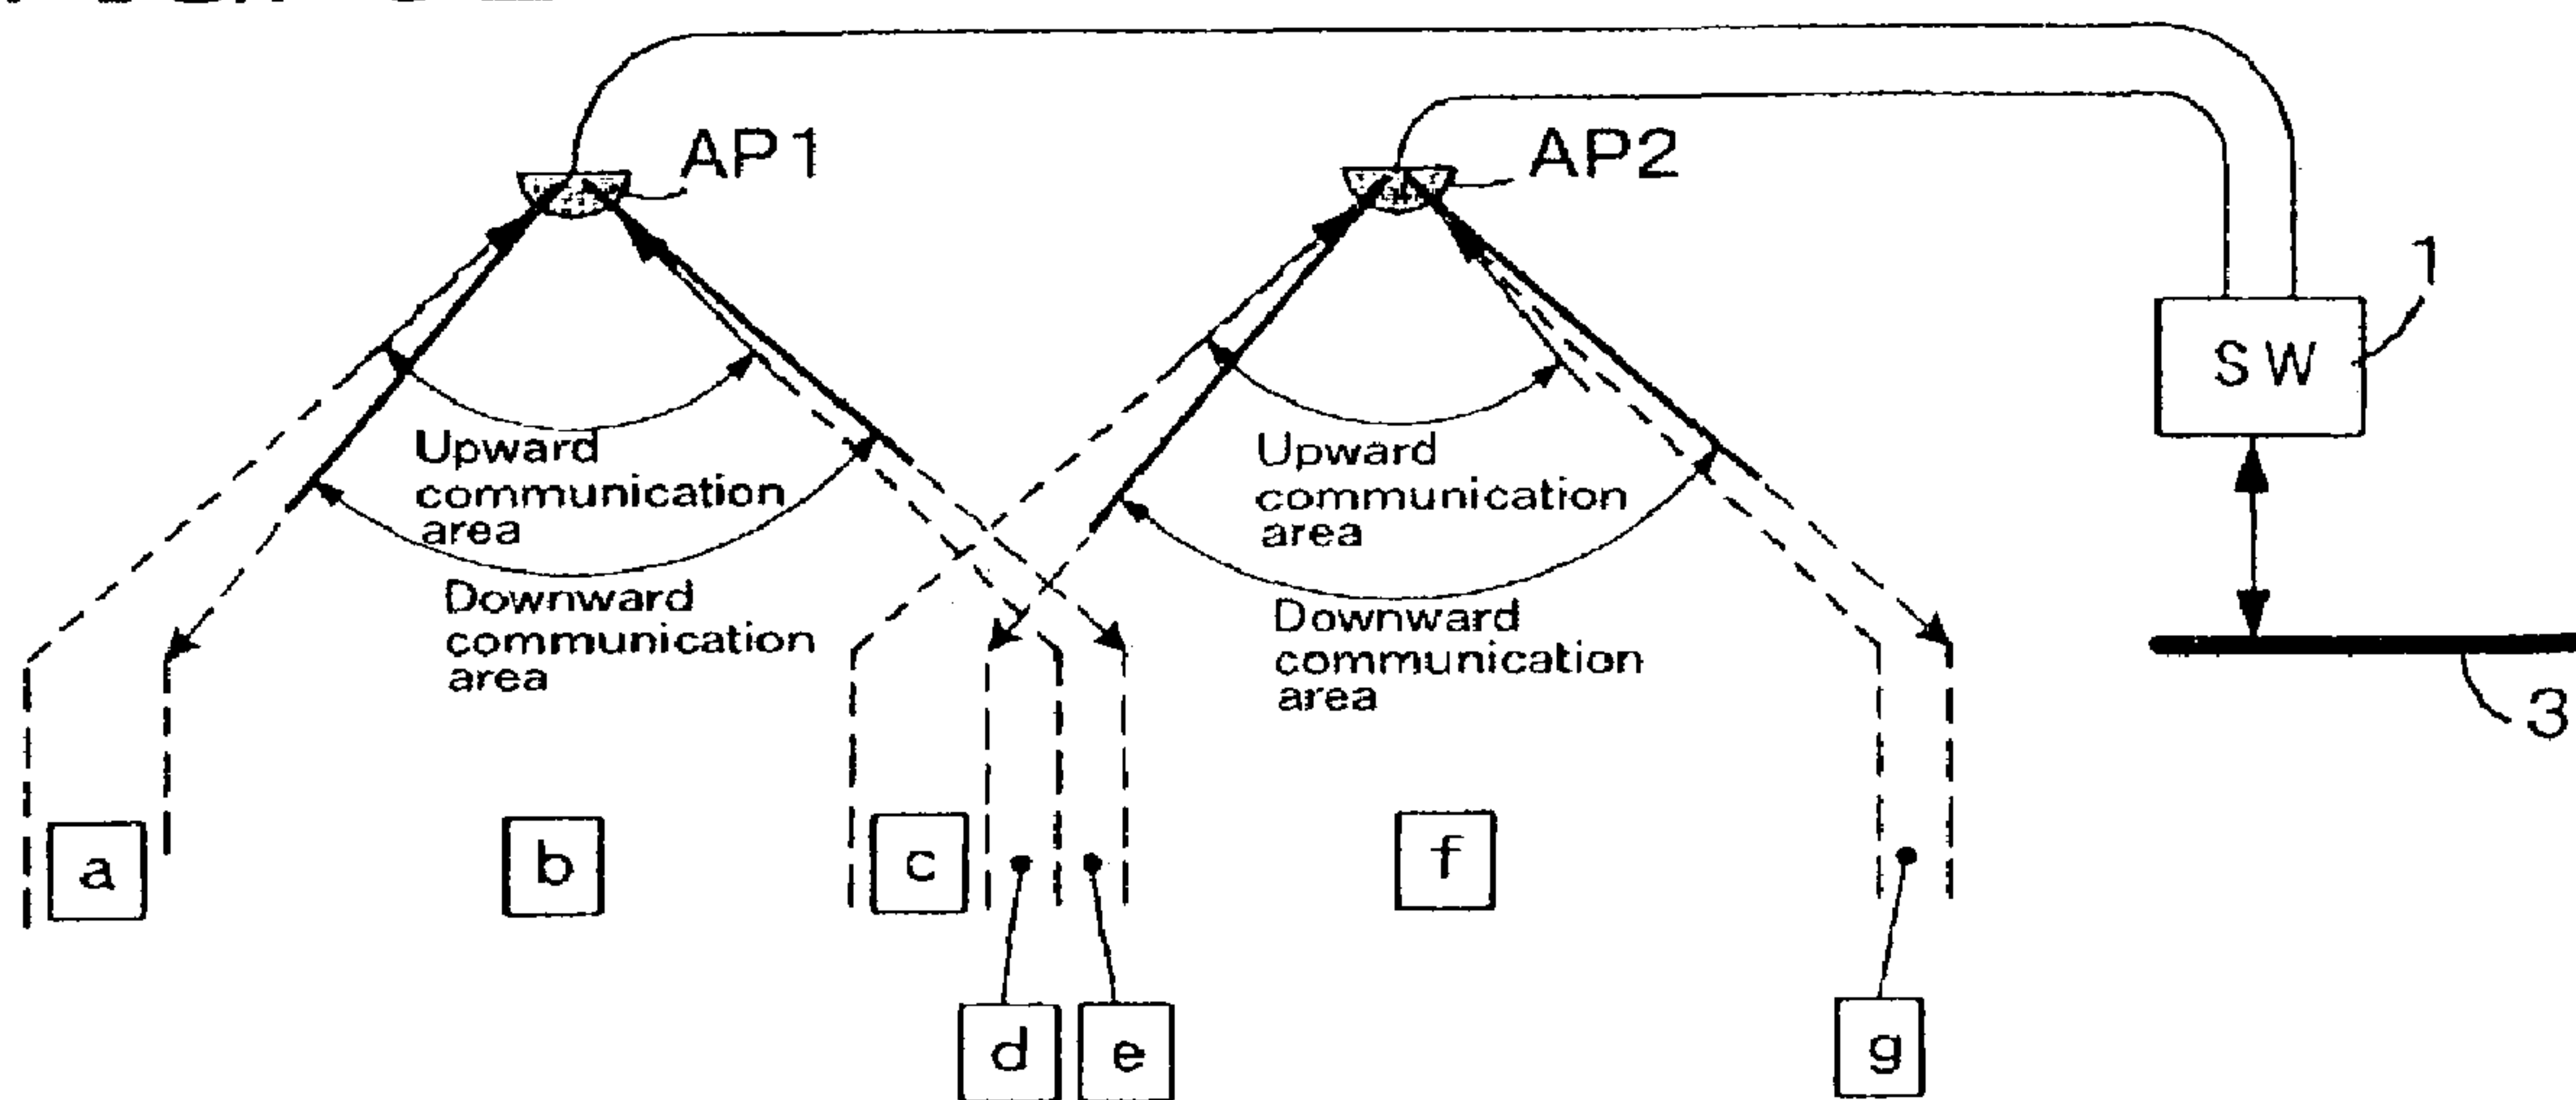 AP1
AP2
1
SW
Upward
communication
area
Upward
communication
area
Downward
communication
area
Downward
communication
area
3
a
b
c
f
d
e
g